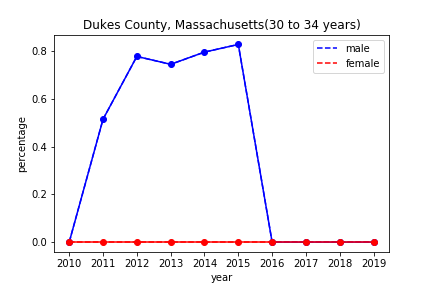 Dukes County, Massachusetts(30 to 34 years)
male
female
percentage
0.8
0.6
0.4
0.2
0.0
2010 2011 2012 2013 2014 2015 2016 2017 2018 2019
year